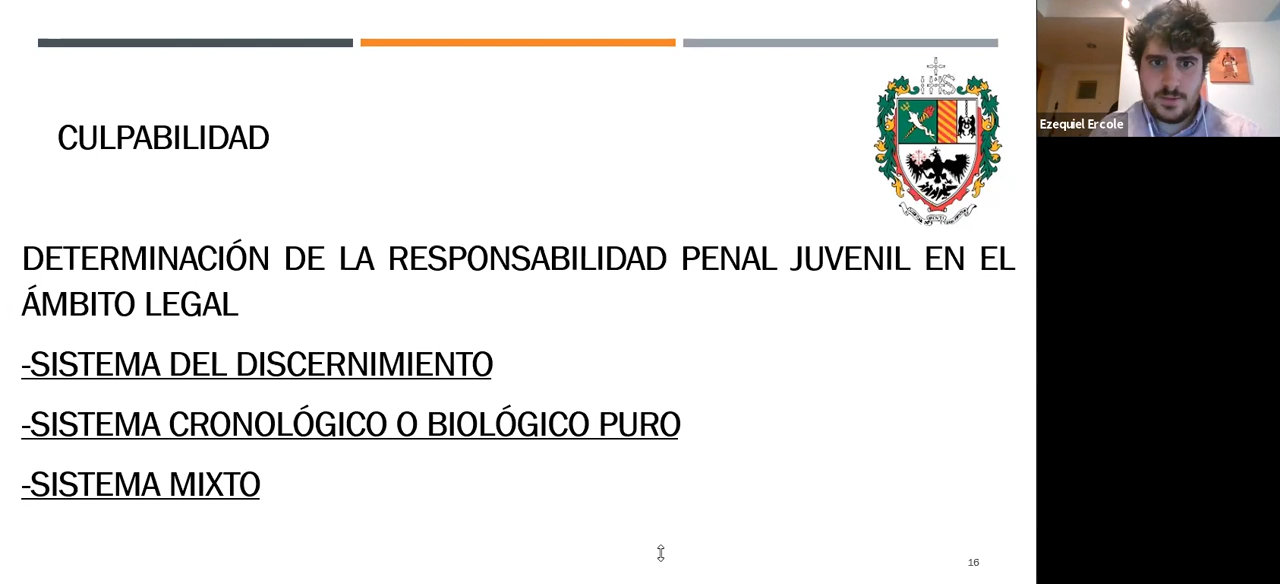 CULPABILIDAD
DETERMINACIÓN DE LA RESPONSABILIDAD PENAL JUVENIL EN EL
ÁMBITO LEGAL
-SISTEMA DEL DISCERNIMIENTO
-SISTEMA CRONOLÓGICO O BIOLÓGICO PURO
-SISTEMA MIXTO
16
IHS
Ezequiel Ercole